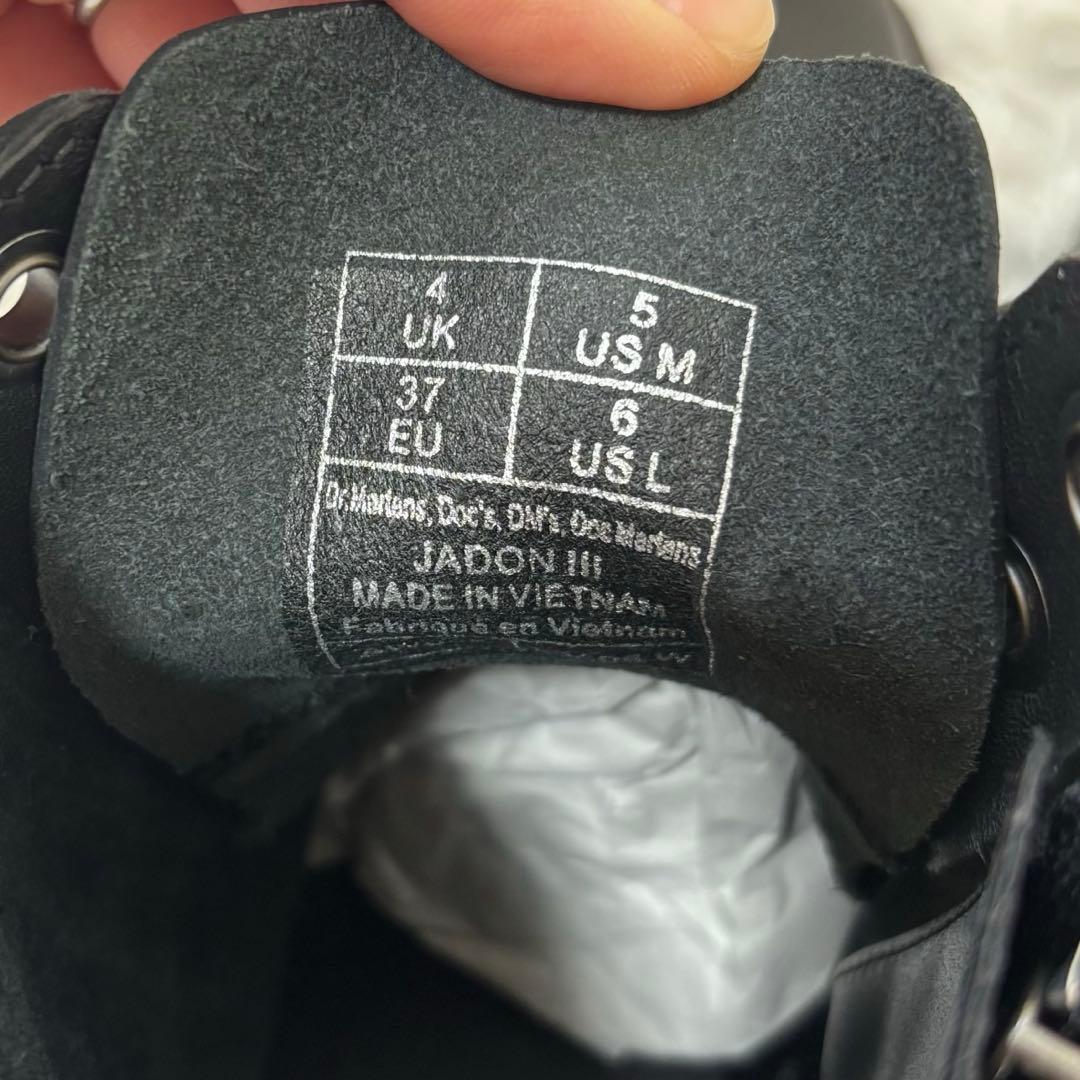 4
UK
5
US M
37
EU
6
US L
Dr.Martens, Doc's, DM's, Docs Martens
JADON III
MADE IN VIETNAM
Fabriqué en Vietnam